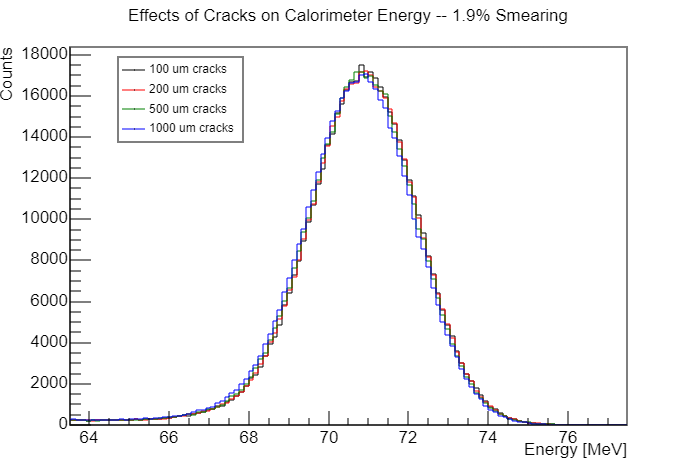 Effects of Cracks on Calorimeter Energy -- 1.9% Smearing
Counts
18000
16000
14000
12000
10000
8000
6000
4000
2000
0
100 um cracks
200 um cracks
500 um cracks
1000 um cracks
64 66 68 70 72 74 76
Energy [MeV]